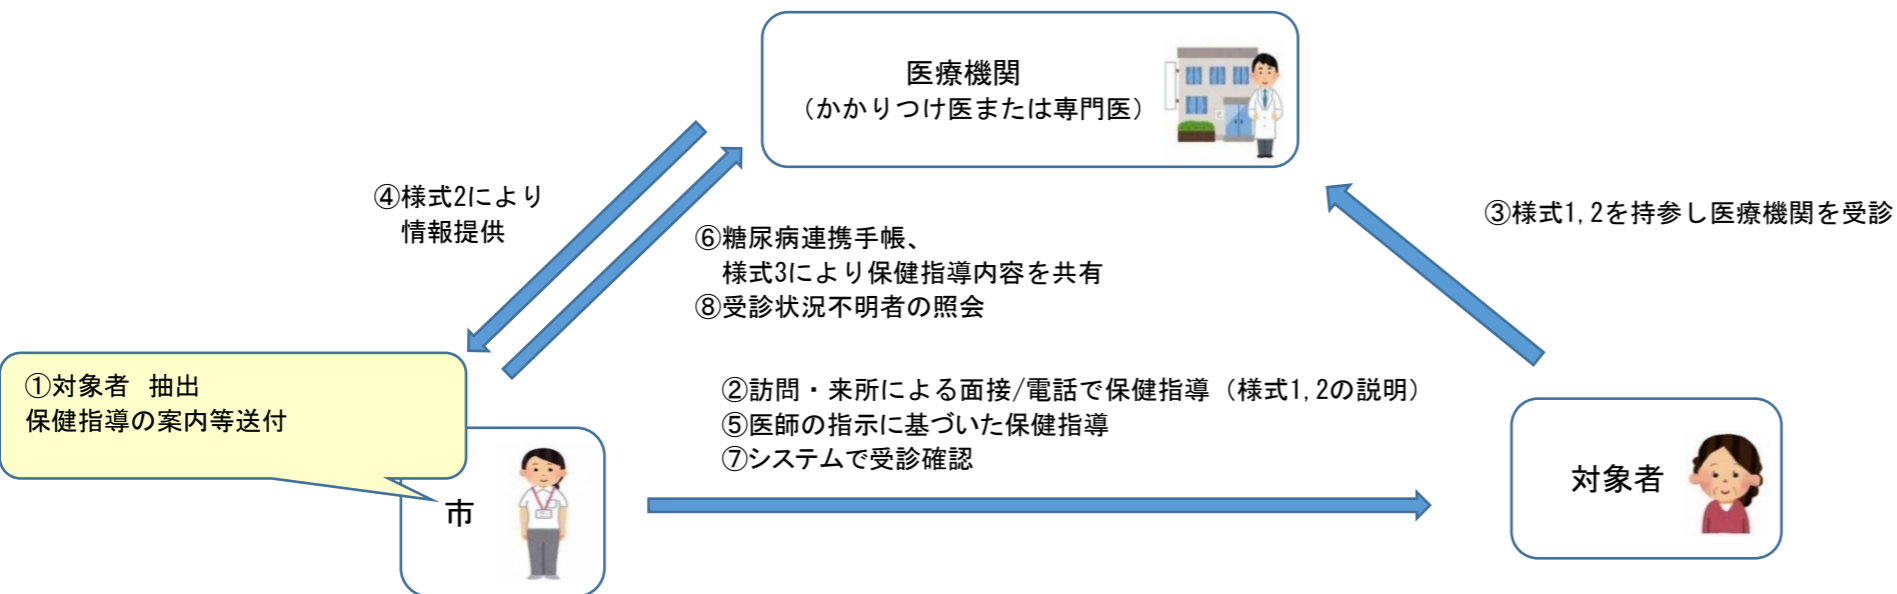 医療機関
（かかりつけ医または専門医）
④様式2により
情報提供
③様式1,2を持参し医療機関を受診
⑥糖尿病連携手帳、
様式3により保健指導内容を共有
⑧受診状況不明者の照会
①対象者 抽出
保健指導の案内等送付
②訪問・来所による面接/電話で保健指導（様式1,2の説明）
⑤医師の指示に基づいた保健指導
⑦システムで受診確認
市
対象者